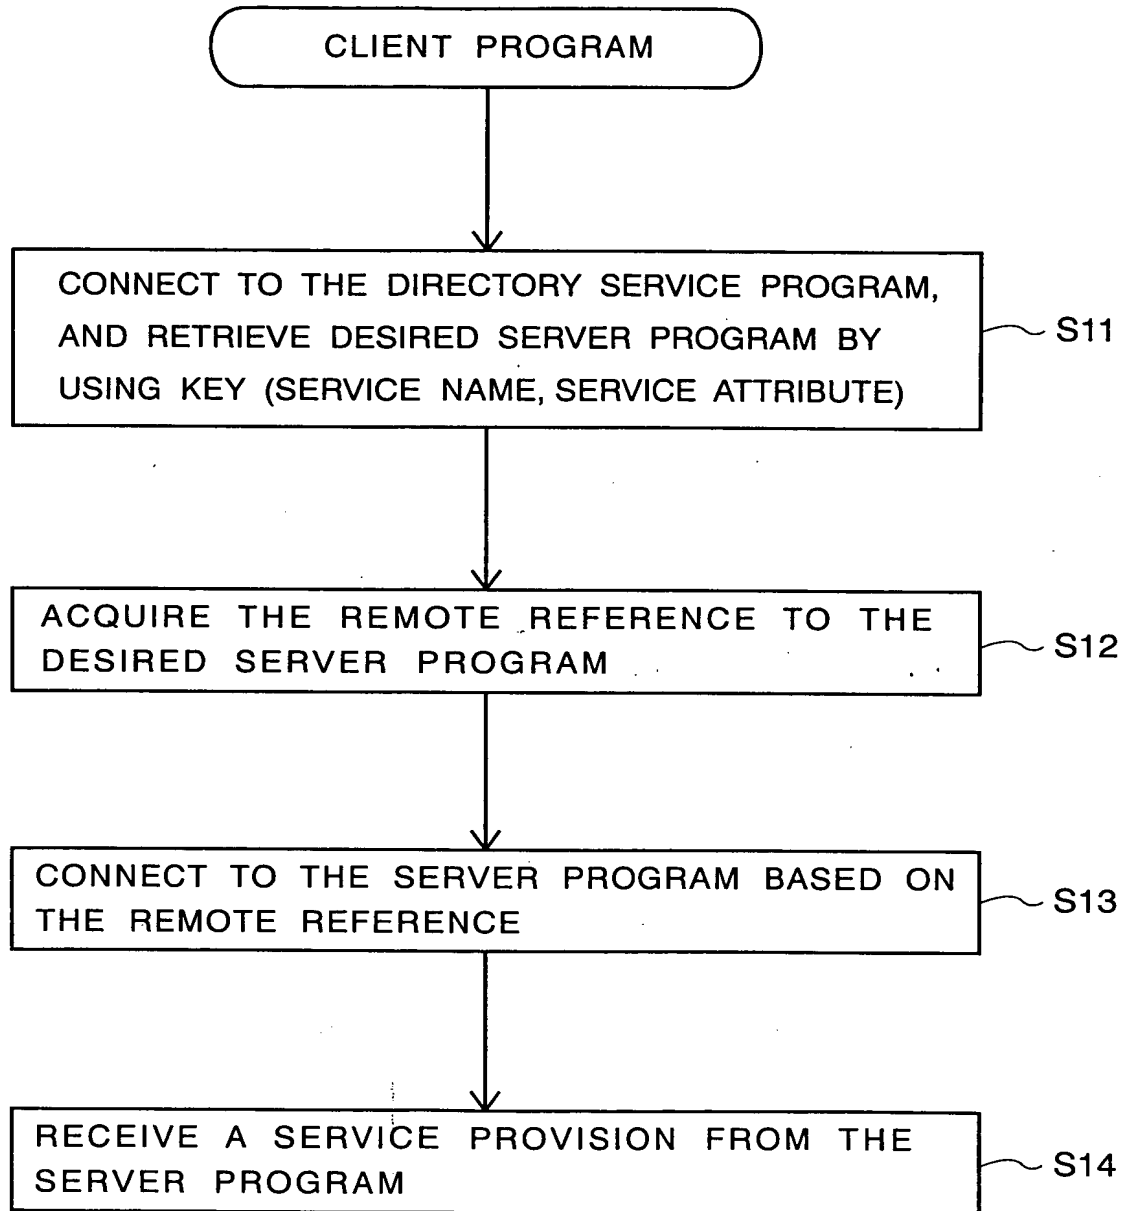 CLIENT PROGRAM
CONNECT TO THE DIRECTORY SERVICE PROGRAM,
AND RETRIEVE DESIRED SERVER PROGRAM BY
USING KEY (SERVICE NAME, SERVICE ATTRIBUTE)
S11
ACQUIRE THE REMOTE REFERENCE TO THE
DESIRED SERVER PROGRAM
S12
CONNECT TO THE SERVER PROGRAM BASED ON
THE REMOTE REFERENCE
S13
RECEIVE A SERVICE PROVISION FROM THE
SERVER PROGRAM
S14